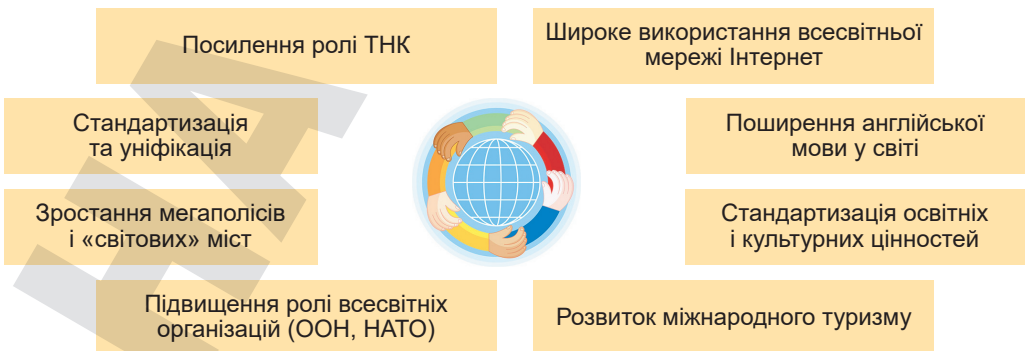 Посилення ролі ТНК
Широке використання всесвітньої
мережі Інтернет
Стандартизація
та уніфікація
Поширення англійської
мови у світі
Зростання мегаполісів
і «світових» міст
Стандартизація освітніх
і культурних цінностей
Підвищення ролі всесвітніх
організацій (ООН, НАТО)
Розвиток міжнародного туризму
НА